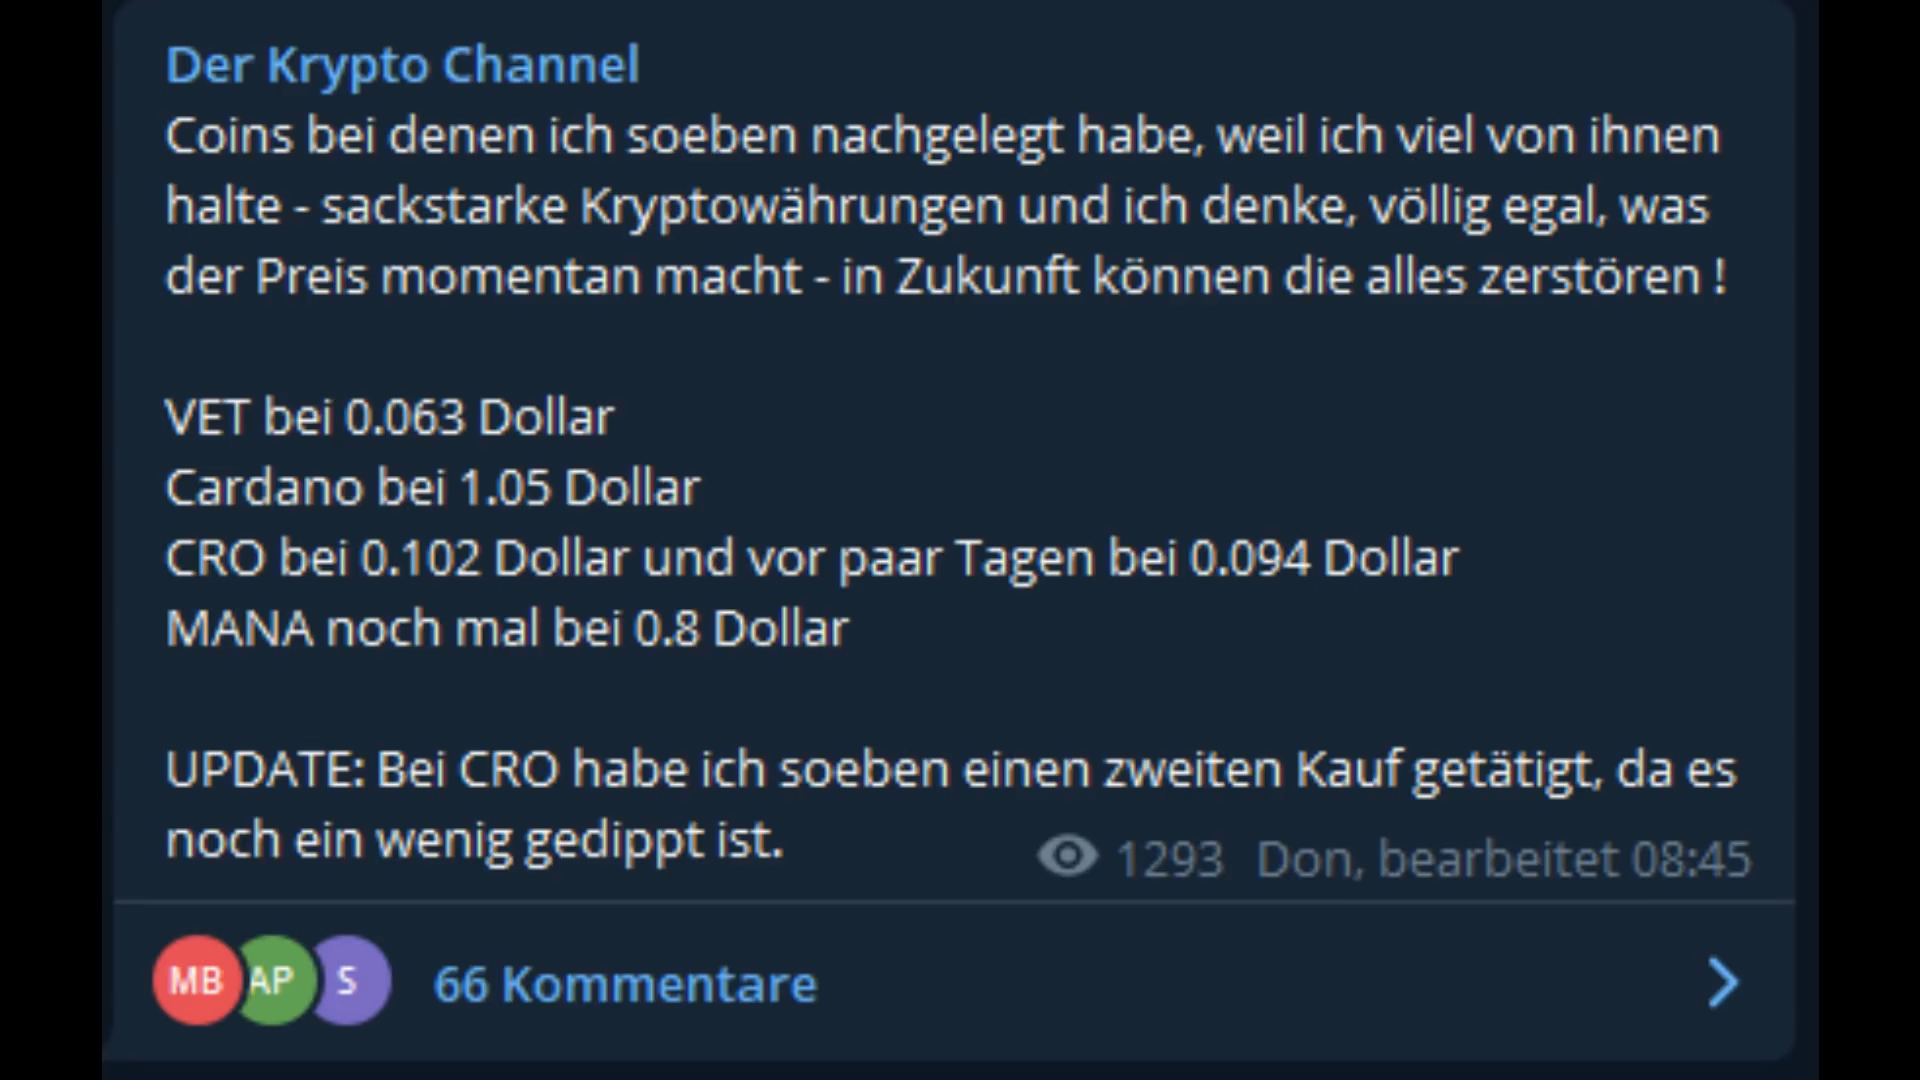 Der Krypto Channel
Coins bei denen ich soeben nachgelegt habe, weil ich viel von ihnen
halte - sackstarke Kryptowährungen und ich denke, völlig egal, was
der Preis momentan macht - in Zukunft können die alles zerstören !
VET bei 0.063 Dollar
Cardano bei 1.05 Dollar
CRO bei 0.102 Dollar und vor paar Tagen bei 0.094 Dollar
MANA noch mal bei 0.8 Dollar
UPDATE: Bei CRO habe ich soeben einen zweiten Kauf getätigt, da es
noch ein wenig gedippt ist.
1293 Don, bearbeitet 08:45
MB AP S 66 Kommentare